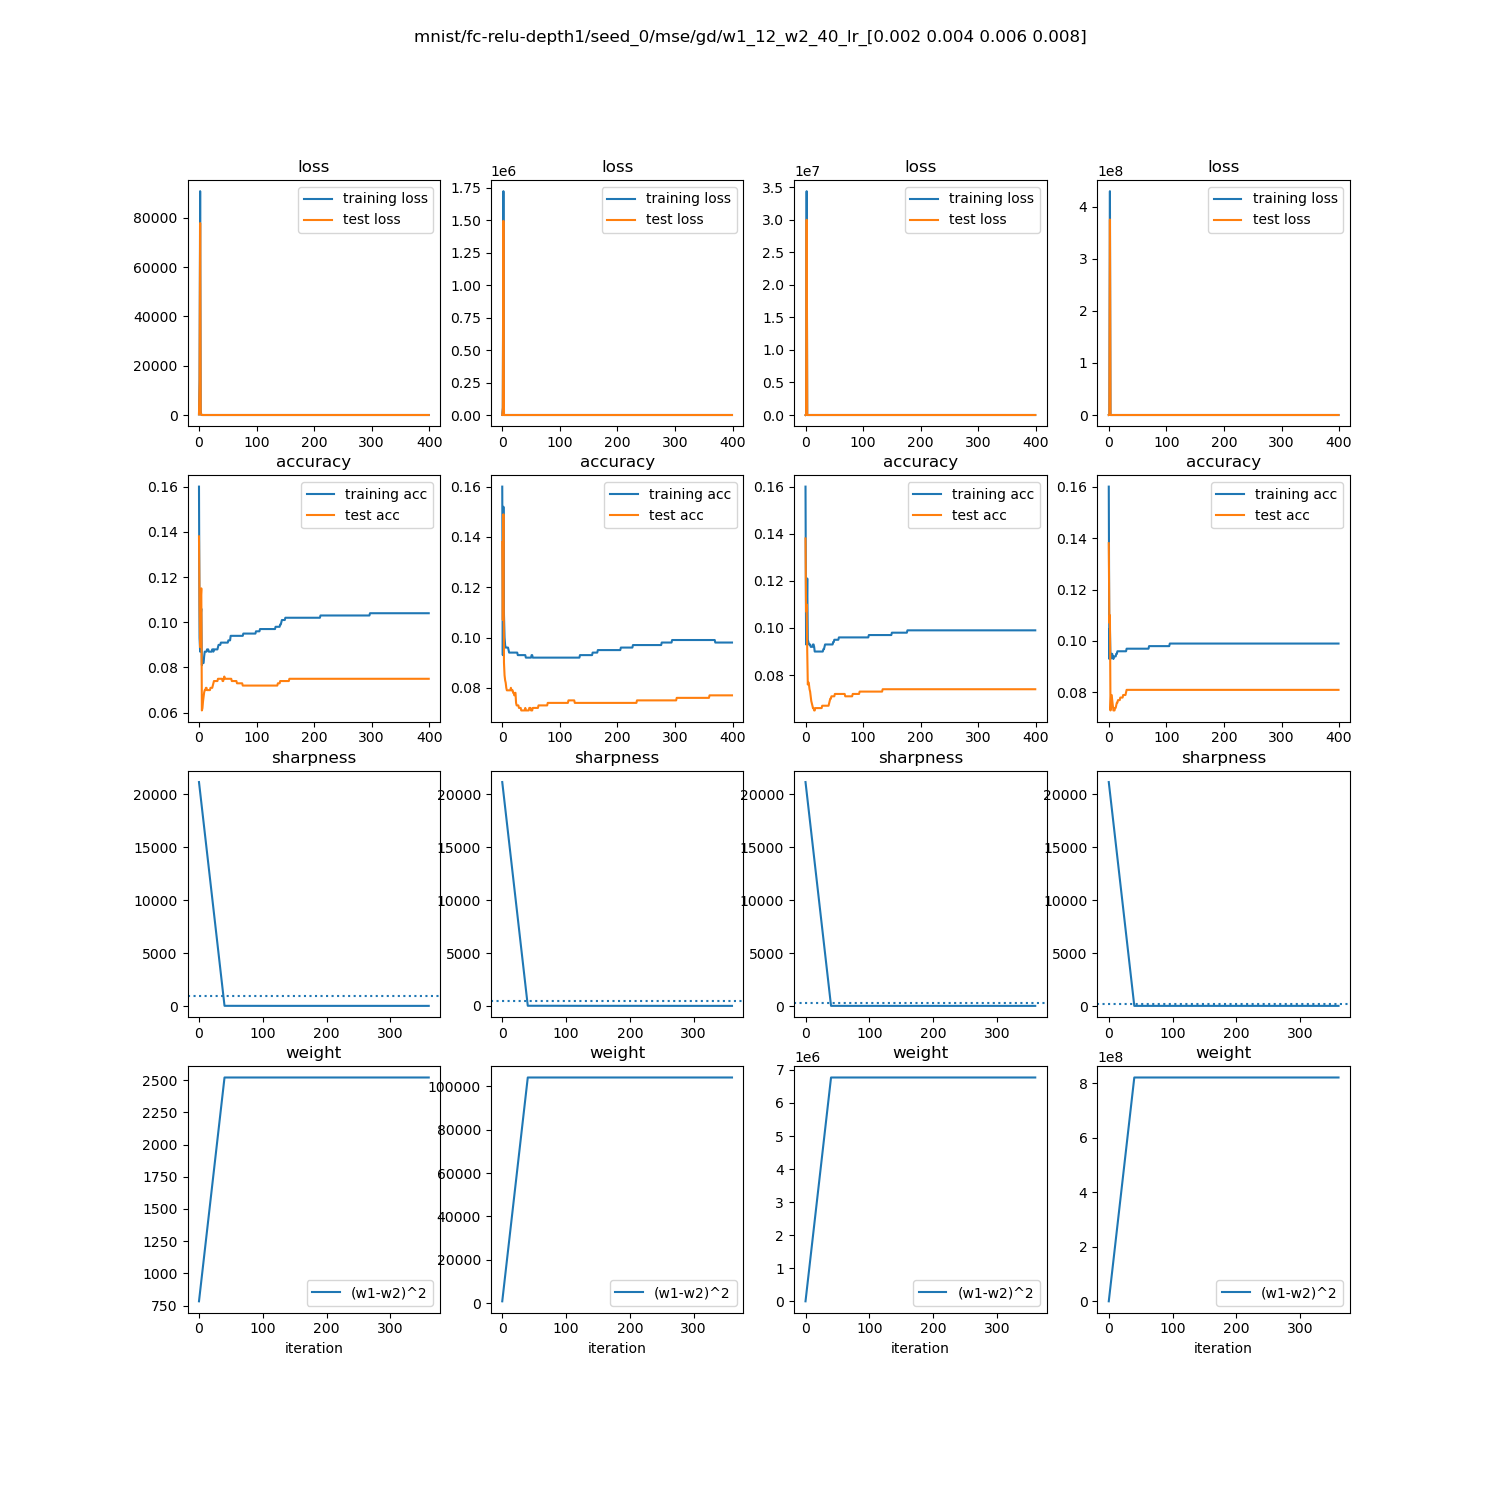 mnist/fc-relu-depth1/seed_0/mse/gd/w1_12_w2_40_lr_[0.002 0.004 0.006 0.008]
loss
loss
loss
loss
1e6
1e7
1e8
training loss
test loss
training loss
test loss
training loss
test loss
training loss
test loss
80000
60000
40000
20000
0
1.75
1.50
1.25
1.00
0.75
0.50
0.25
0.00
3.5
3.0
2.5
2.0
1.5
1.0
0.5
0.0
4
3
2
1
0
0 100 200 300 400
0 100 200 300 400
0 100 200 300 400
0 100 200 300 400
accuracy
accuracy
accuracy
accuracy
training acc
test acc
training acc
test acc
training acc
test acc
training acc
test acc
0.16
0.14
0.12
0.10
0.08
0.06
0.16
0.14
0.12
0.10
0.08
0.16
0.14
0.12
0.10
0.08
0.16
0.14
0.12
0.10
0.08
0 100 200 300 400
0 100 200 300 400
0 100 200 300 400
0 100 200 300 400
sharpness
sharpness
sharpness
sharpness
20000
15000
10000
5000
0
20000
15000
10000
5000
0
20000
15000
10000
5000
0
20000
15000
10000
5000
0
0 100 200 300
0 100 200 300
0 100 200 300
0 100 200 300
weight
weight
weight
weight
1e6
1e8
2500
2250
2000
1750
1500
1250
1000
750
100000
80000
60000
40000
20000
0
7
6
5
4
3
2
1
0
8
6
4
2
0
(w1-w2)^2
(w1-w2)^2
(w1-w2)^2
(w1-w2)^2
0 100 200 300
0 100 200 300
0 100 200 300
0 100 200 300
iteration
iteration
iteration
iteration